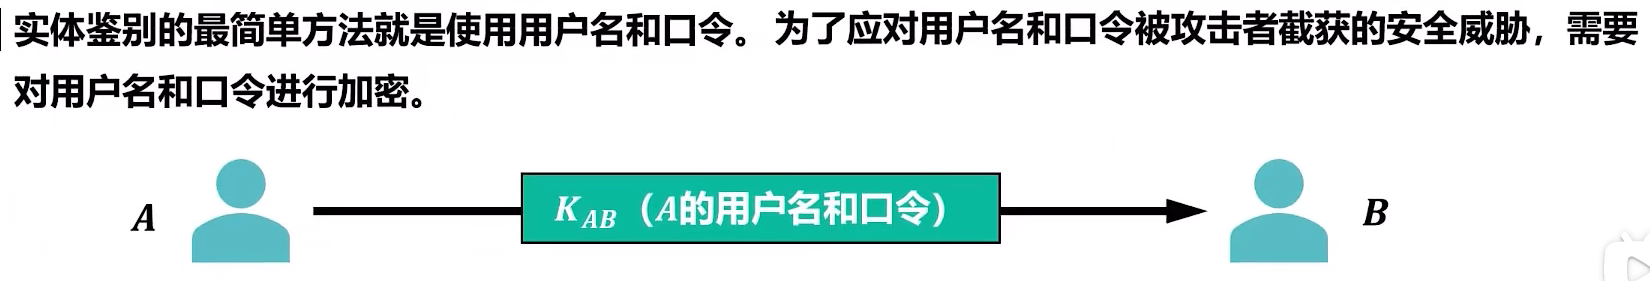 实体鉴别的最简单方法就是使用用户名和口令。为了应对用户名和口令被攻击者截获的安全威胁，需要
对用户名和口令进行加密。
A
K_AB（A的用户名和口令）
B